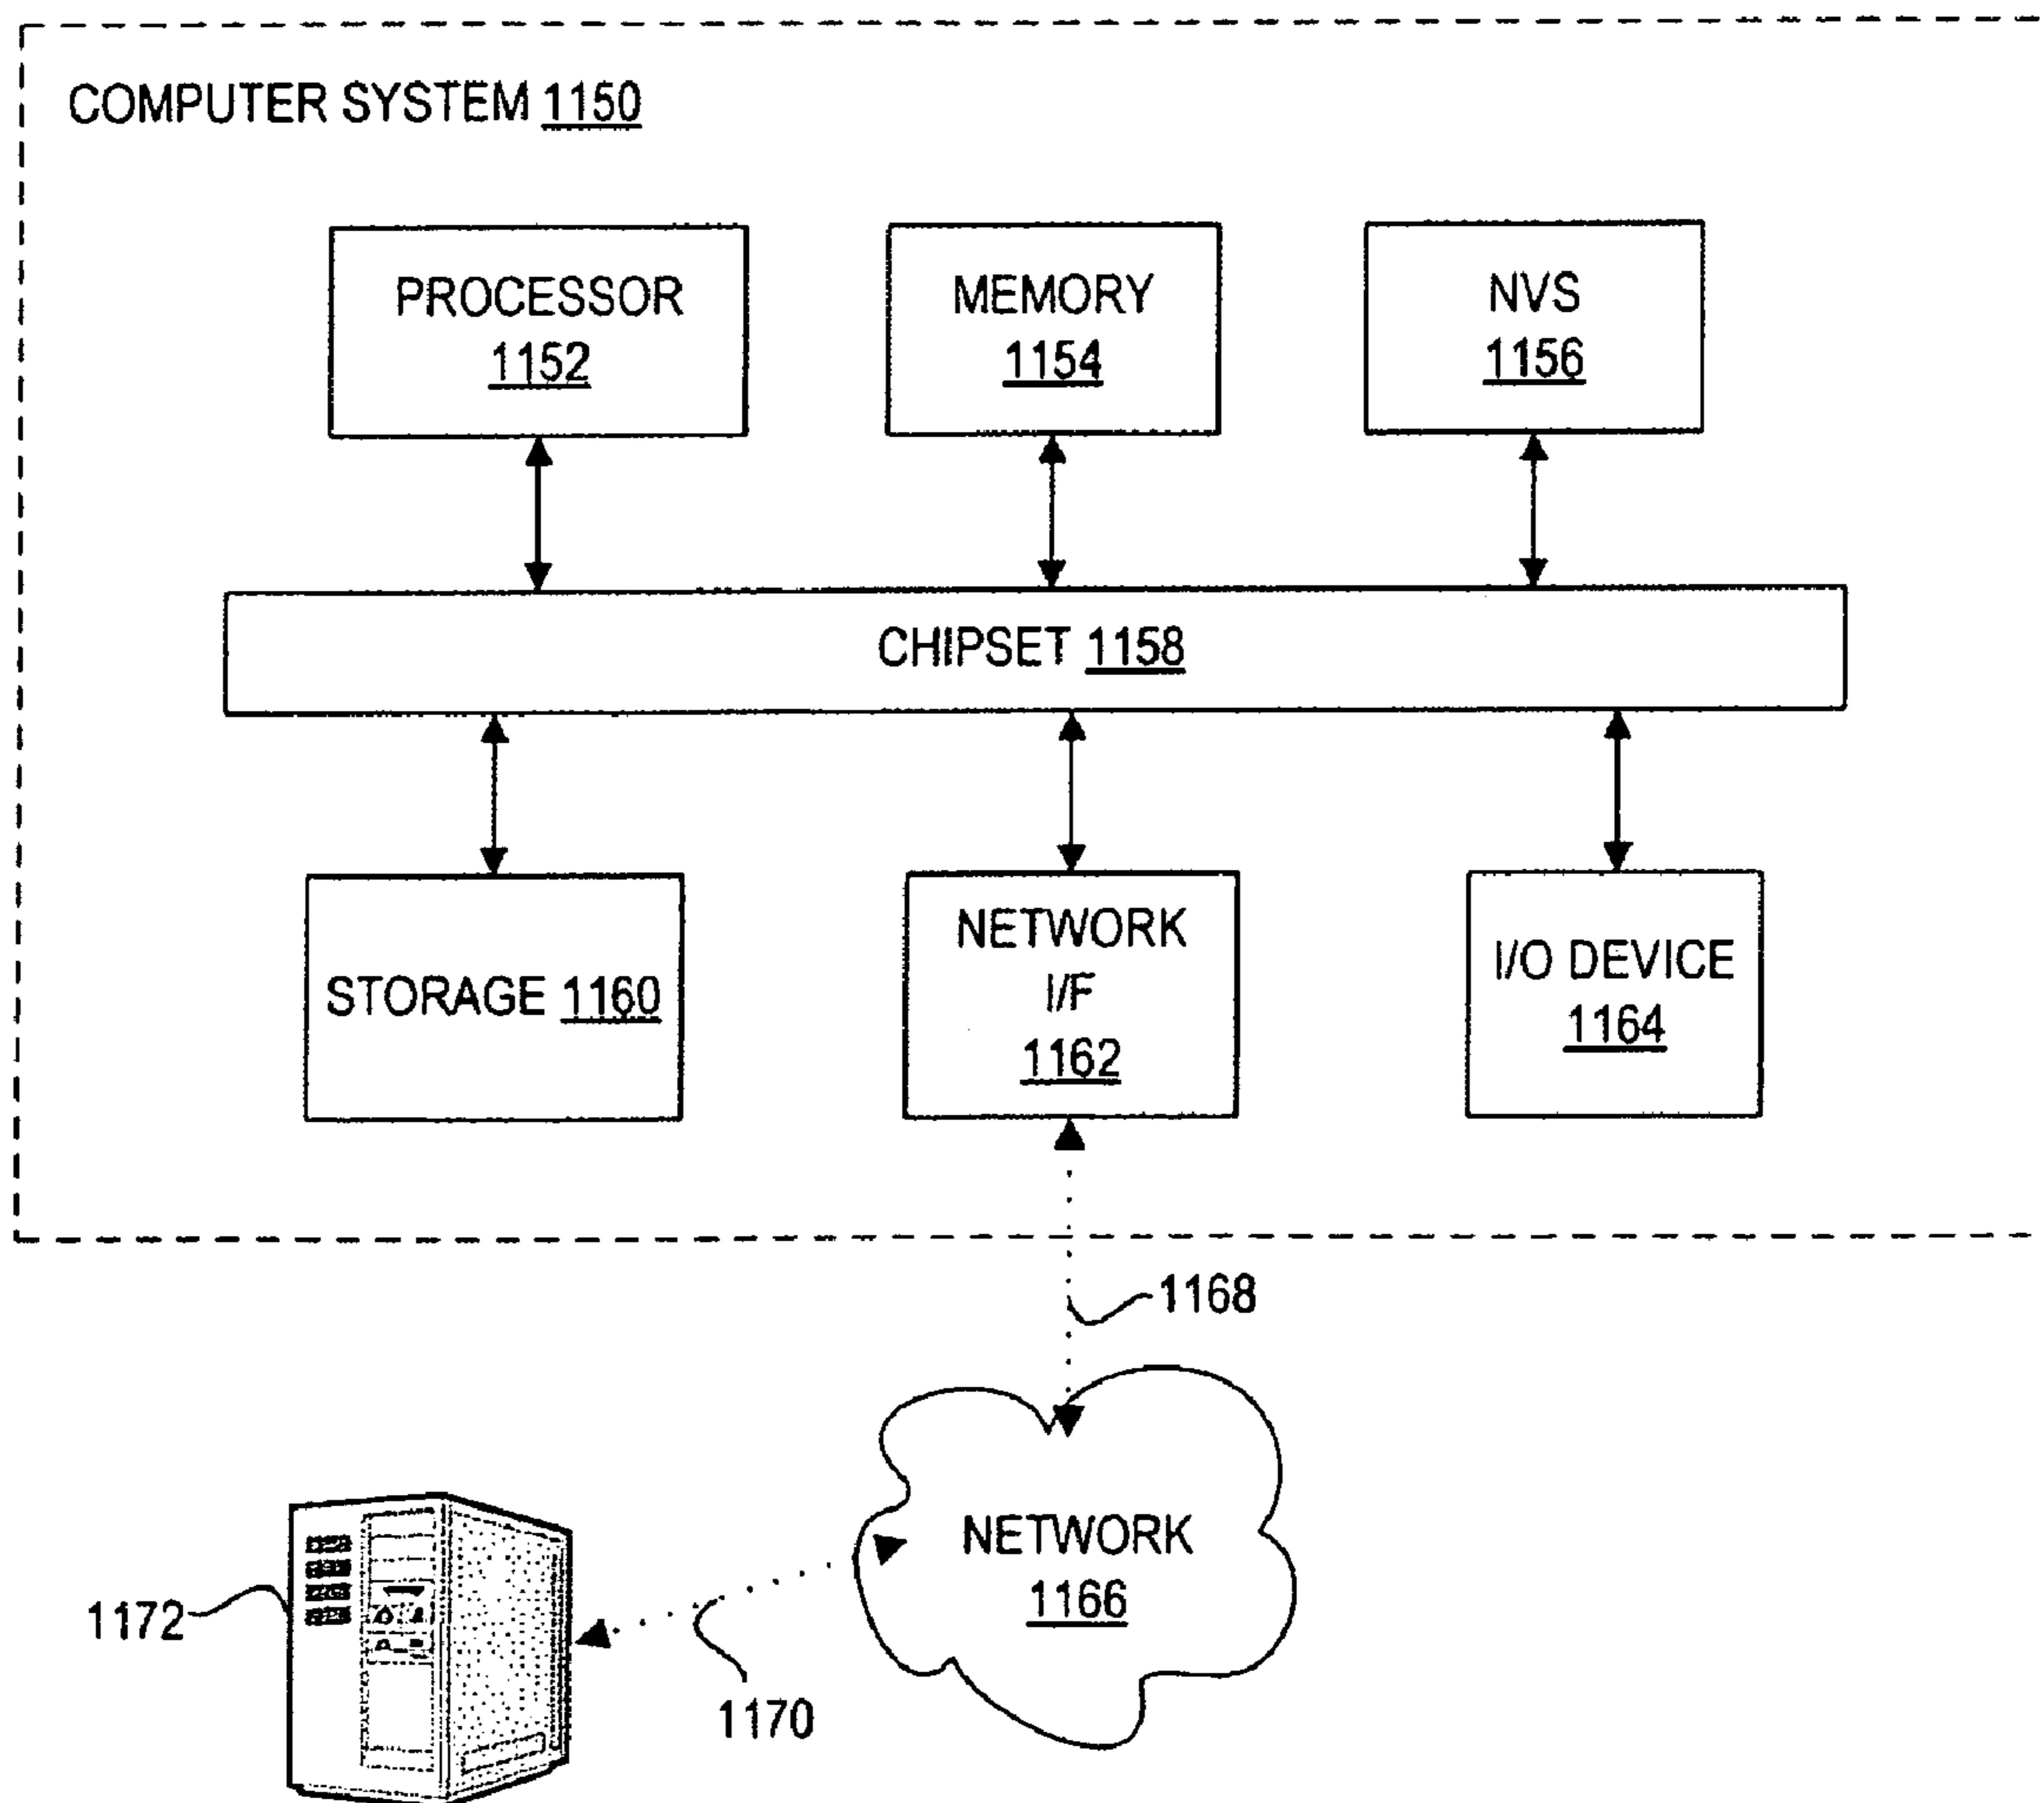 COMPUTER SYSTEM 1150
PROCESSOR
1152
MEMORY
1154
NVS
1156
CHIPSET 1158
STORAGE 1160
NETWORK
I/F
1162
I/O DEVICE
1164
1168
NETWORK
1166
1172
1170